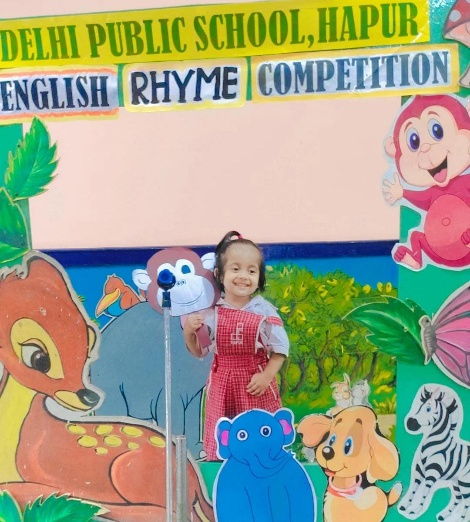 DELHI PUBLIC SCHOOL, HAPUR
ENGLISH RHYME COMPETITION